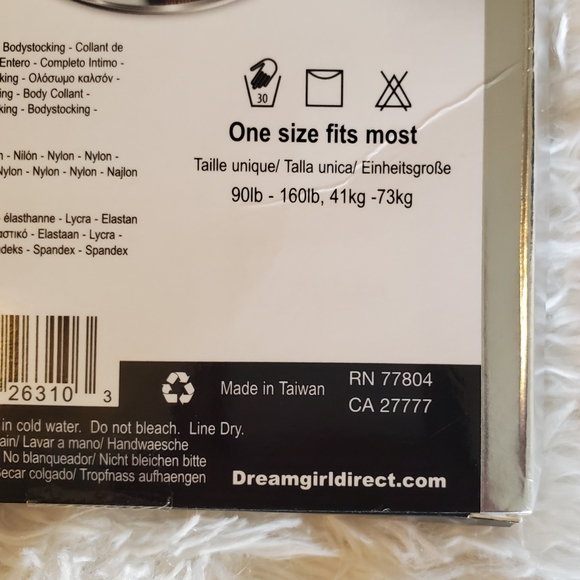 Bodystocking - Collant de
Entero - Completo Intimo -
king - Ολόσωμο καλσόν -
ing - Body Collant -
king - Bodystocking -
30
One size fits most
Taille unique/ Talla unica/ Einheitsgroße
90lb - 160lb, 41kg -73kg
n - Nilón - Nylon - Nylon -
Nylon - Nylon - Nylon - Najlon
élasthanne - Lycra - Elastan
αστικό - Elastaan - Lycra -
deks - Spandex - Spandex
26310 3
Made in Taiwan
RN 77804
CA 27777
in cold water. Do not bleach. Line Dry.
ain/ Lavar a mano/ Handwaesche
No blanqueador/ Nicht bleichen bitte
Secar colgado/ Tropfnass aufhaengen
Dreamgirldirect.com